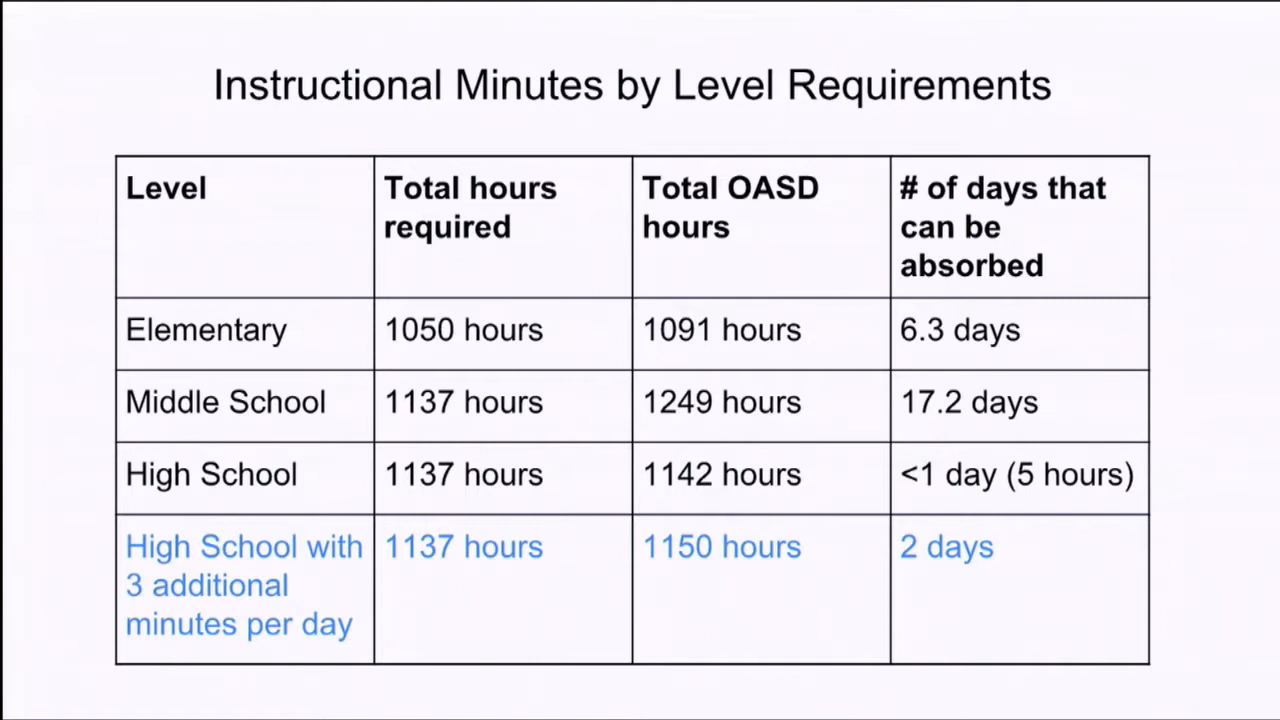 Instructional Minutes by Level Requirements
Level
Total hours
required
Total OASD
hours
# of days that
can be
absorbed
Elementary
1050 hours
1091 hours
6.3 days
Middle School
1137 hours
1249 hours
17.2 days
High School
1137 hours
1142 hours
<1 day (5 hours)
High School with
3 additional
minutes per day
1137 hours
1150 hours
2 days